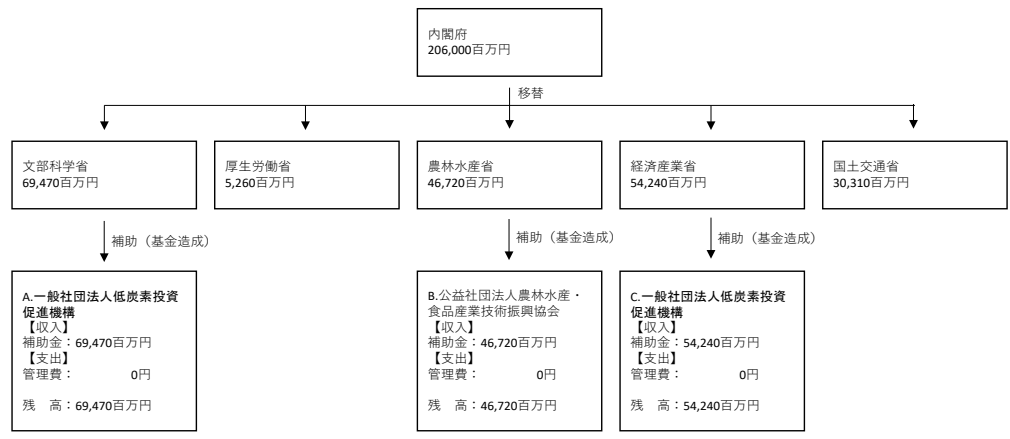 内閣府
206,000百万円
移替
文部科学省
69,470百万円
厚生労働省
5,260百万円
農林水産省
46,720百万円
経済産業省
54,240百万円
国土交通省
30,310百万円
補助（基金造成）
補助（基金造成）
補助（基金造成）
A.一般社団法人低炭素投資
促進機構
【収入】
補助金：69,470百万円
【支出】
管理費：　　　　0円
残　高：69,470百万円
B.公益社団法人農林水産・
食品産業技術振興協会
【収入】
補助金：46,720百万円
【支出】
管理費：　　　　0円
残　高：46,720百万円
C.一般社団法人低炭素投資
促進機構
【収入】
補助金：54,240百万円
【支出】
管理費：　　　　0円
残　高：54,240百万円